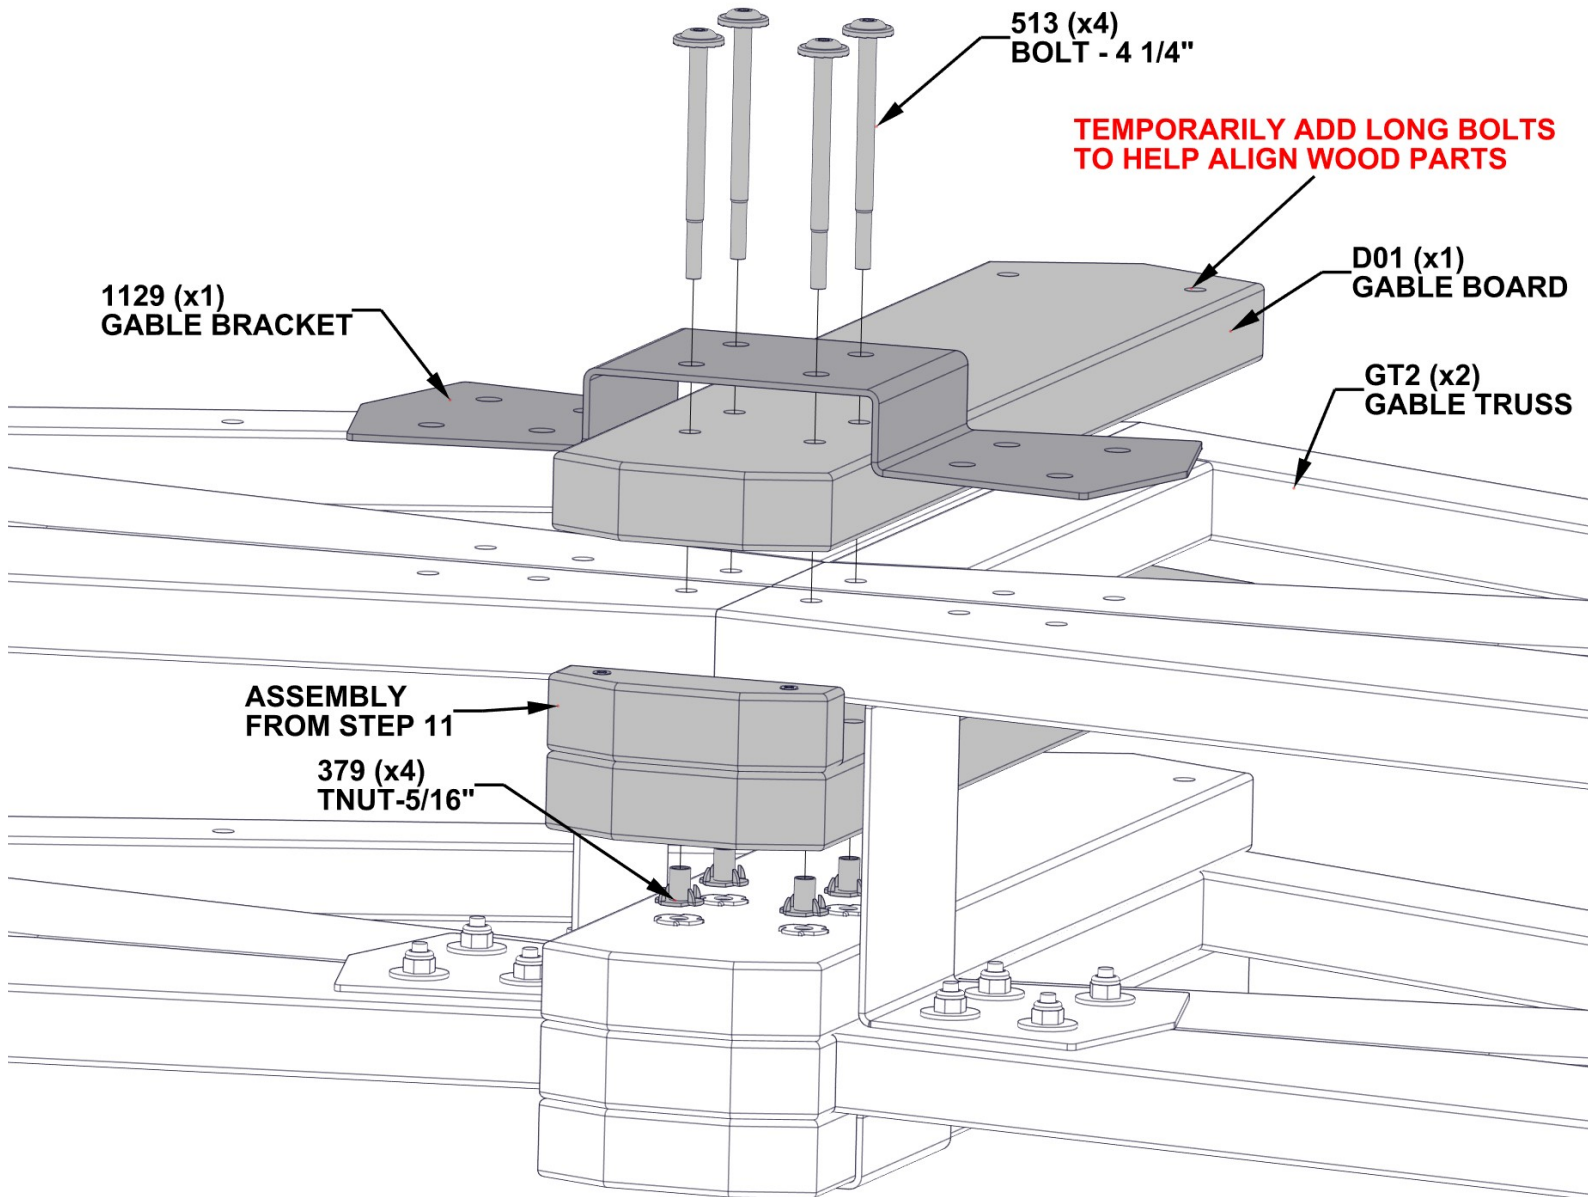 513 (x4)
BOLT - 4 1/4"
TEMPORARILY ADD LONG BOLTS
TO HELP ALIGN WOOD PARTS
D01 (x1)
GABLE BOARD
1129 (x1)
GABLE BRACKET
GT2 (x2)
GABLE TRUSS
ASSEMBLY
FROM STEP 11
379 (x4)
TNUT-5/16"